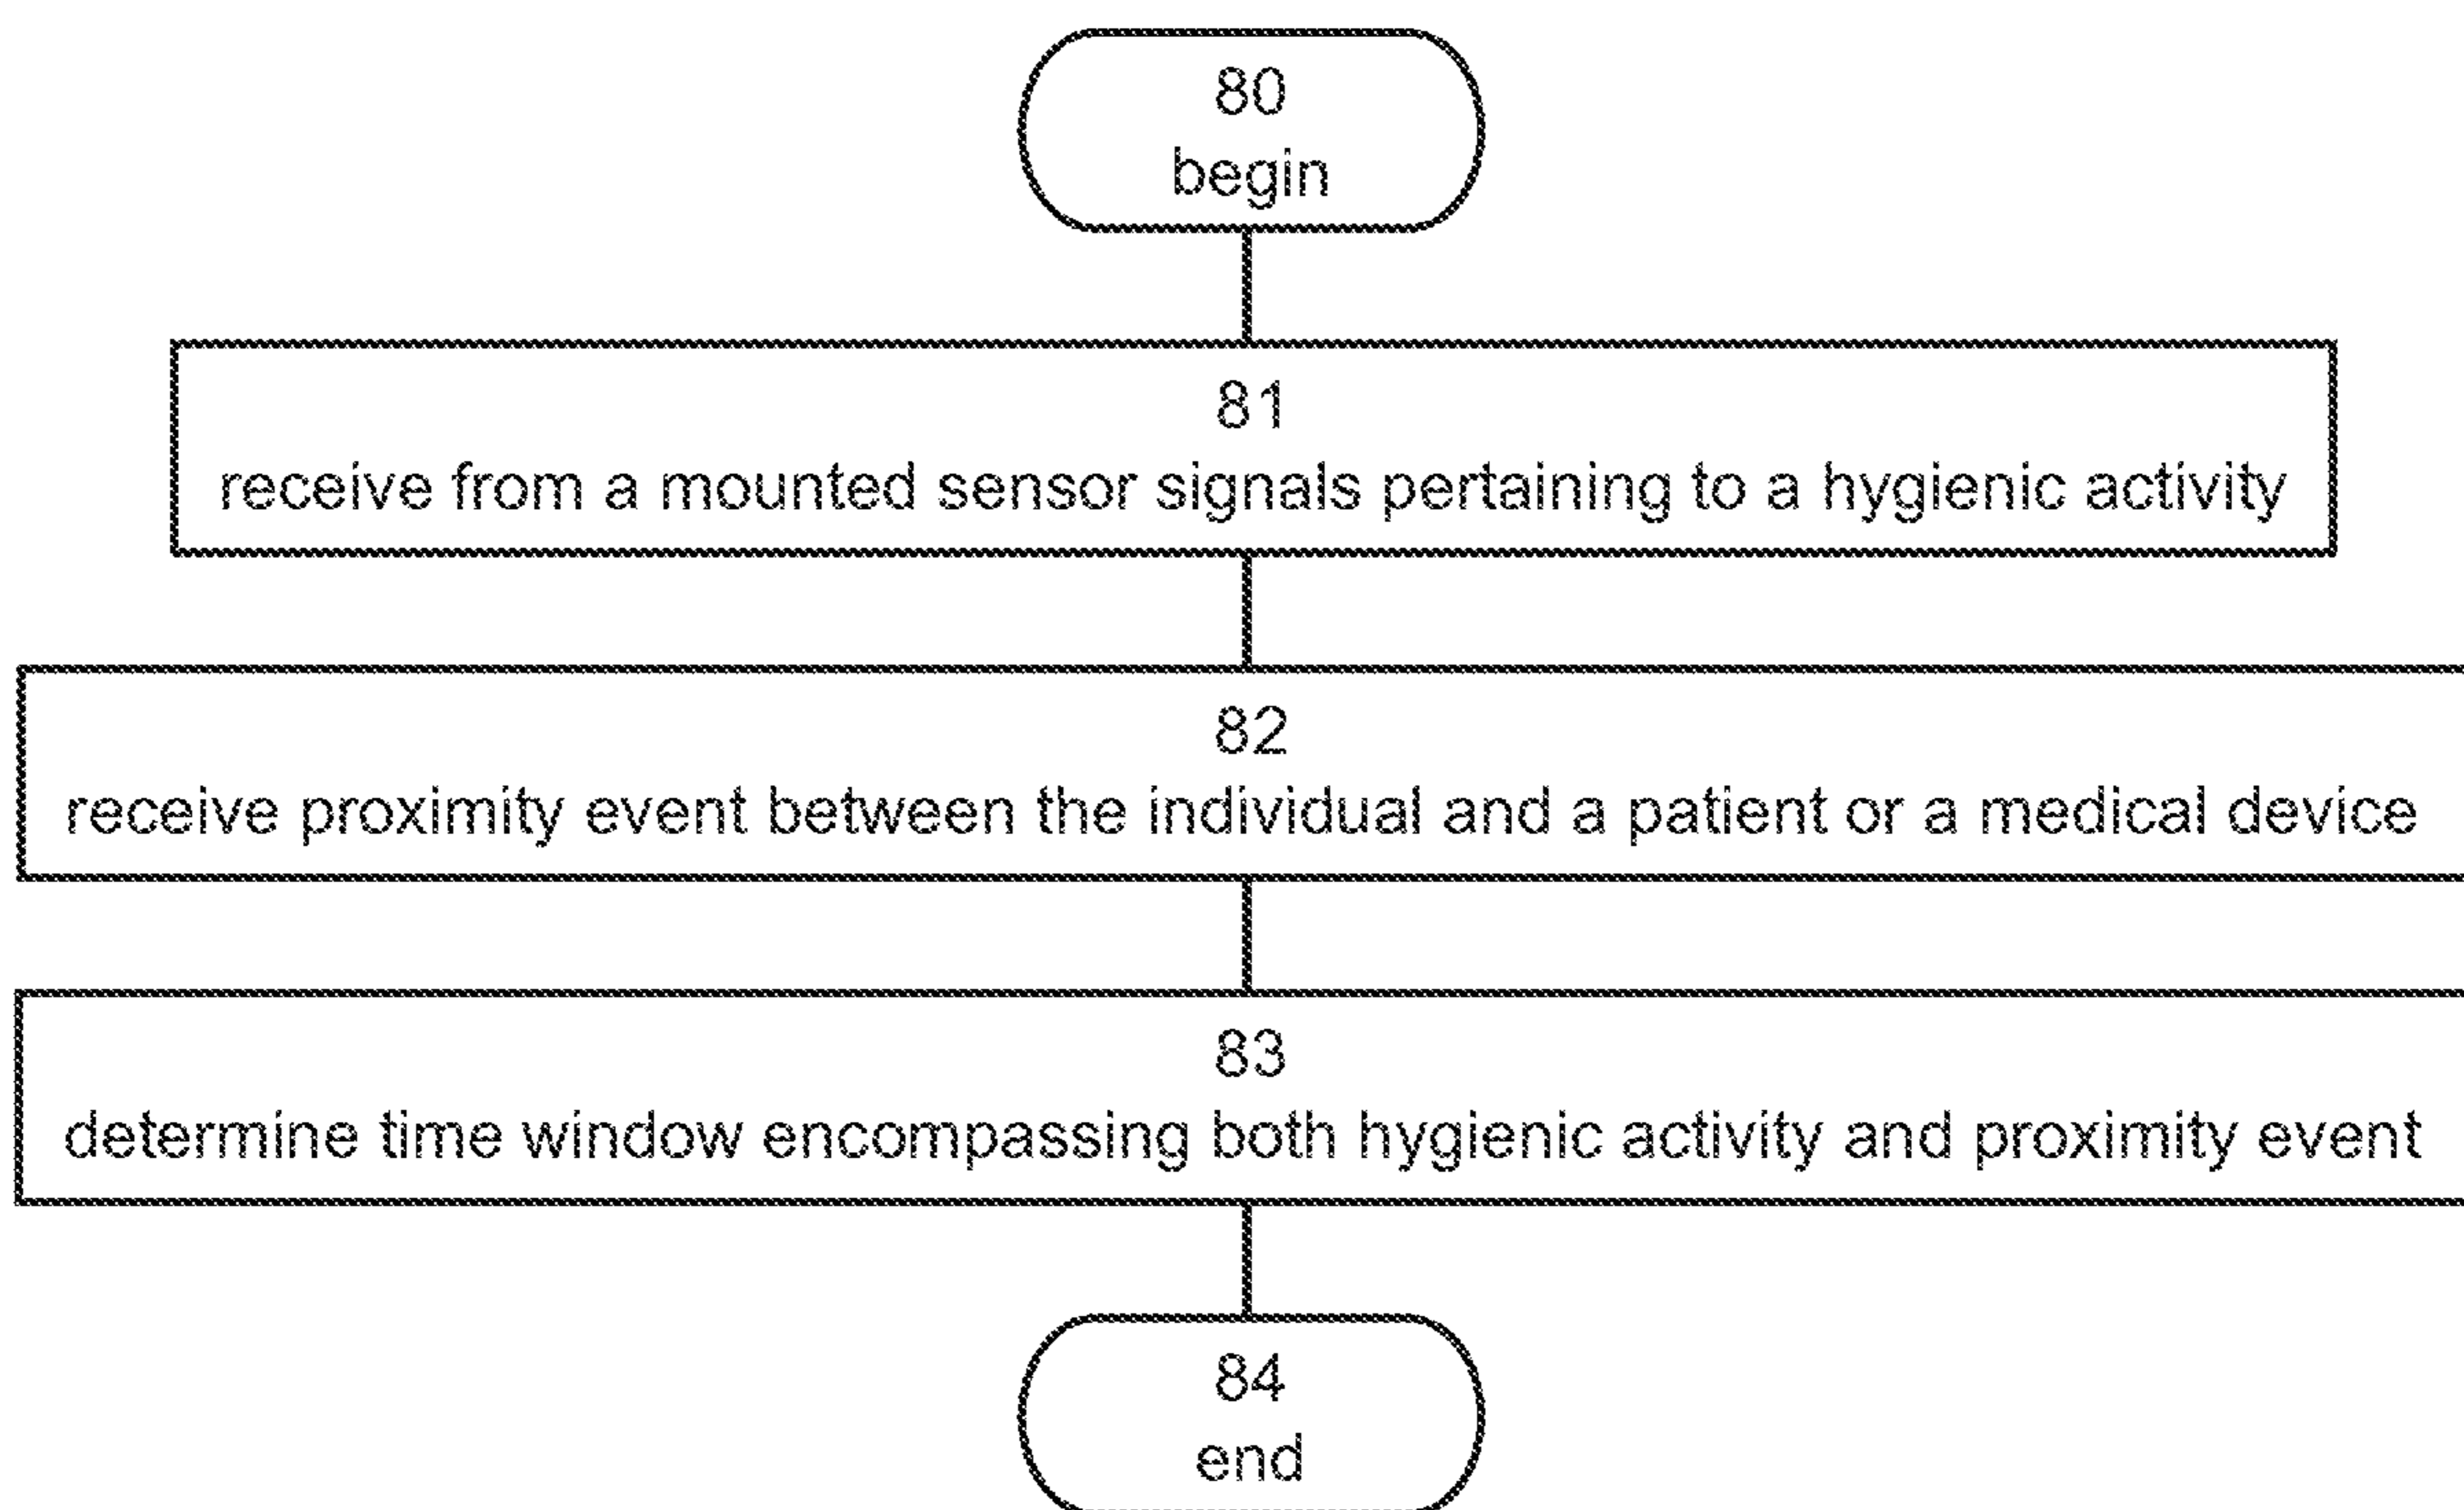 80
begin
81
receive from a mounted sensor signals pertaining to a hygienic activity
82
receive proximity event between the individual and a patient or a medical device
83
determine time window encompassing both hygienic activity and proximity event
84
end